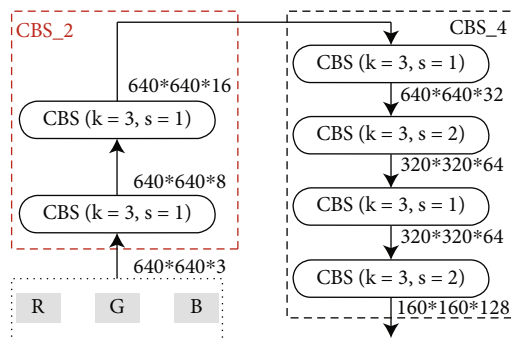 CBS_2
640*640*16
CBS (k = 3, s = 1)
640*640*8
CBS (k = 3, s = 1)
640*640*3
R G B
CBS_4
CBS (k = 3, s = 1)
640*640*32
CBS (k = 3, s = 2)
320*320*64
CBS (k = 3, s = 1)
320*320*64
CBS (k = 3, s = 2)
160*160*128